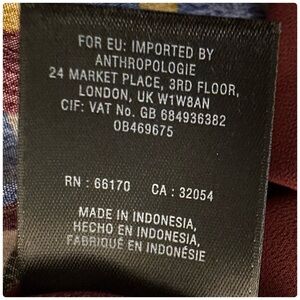 FOR EU: IMPORTED BY
ANTHROPOLOGIE
24 MARKET PLACE, 3RD FLOOR,
LONDON, UK W1W8AN
CIF: VAT No. GB 684936382
OB469675
RN : 66170 CA : 32054
MADE IN INDONESIA,
HECHO EN INDONESIA,
FABRIQUÉ EN INDONÉSIE